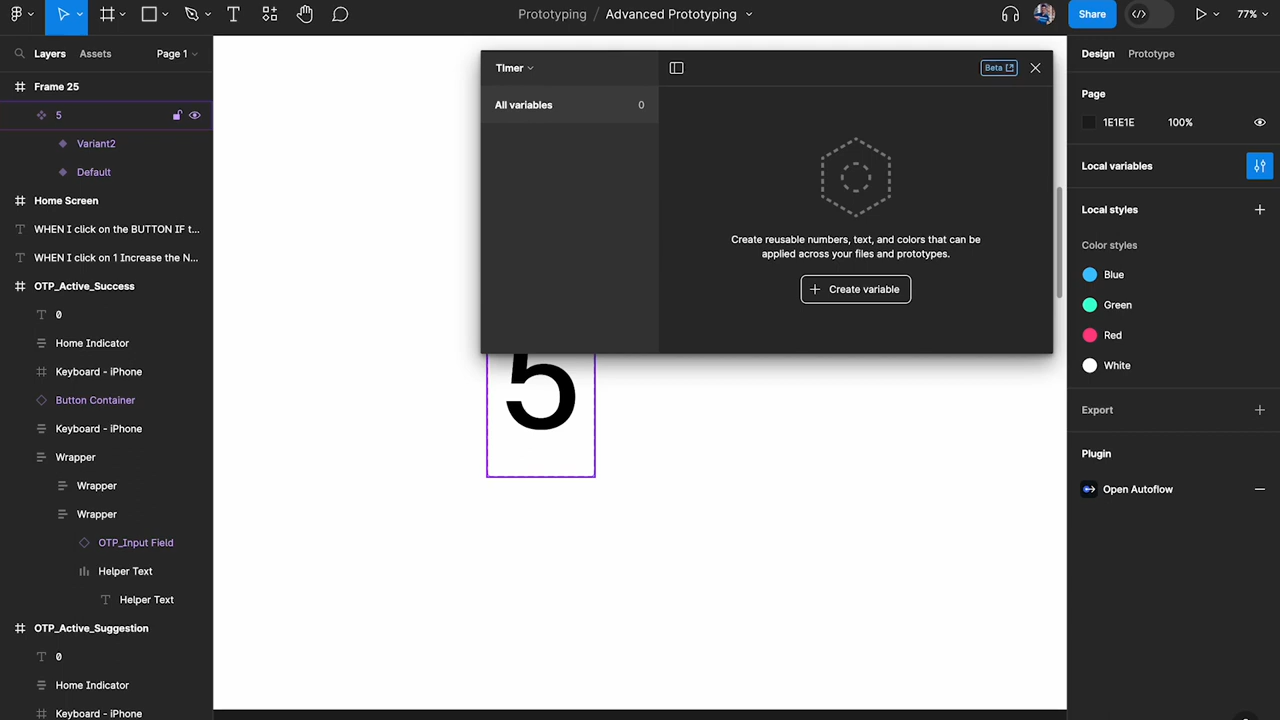 Prototyping / Advanced Prototyping
Share
77%
Layers Assets Page 1
Frame 25
5
Variant2
Default
Home Screen
WHEN I click on the BUTTON IF t...
WHEN I click on 1 Increase the N...
OTP_Active_Success
0
Home Indicator
Keyboard - iPhone
Button Container
Keyboard - iPhone
Wrapper
Wrapper
Wrapper
OTP_Input Field
Helper Text
Helper Text
OTP_Active_Suggestion
0
Home Indicator
Keyboard - iPhone
Timer
Beta
All variables 0
Create reusable numbers, text, and colors that can be
applied across your files and prototypes.
Create variable
5
Design Prototype
Page
1E1E1E 100%
Local variables
Local styles
Color styles
Blue
Green
Red
White
Export
Plugin
Open Autoflow